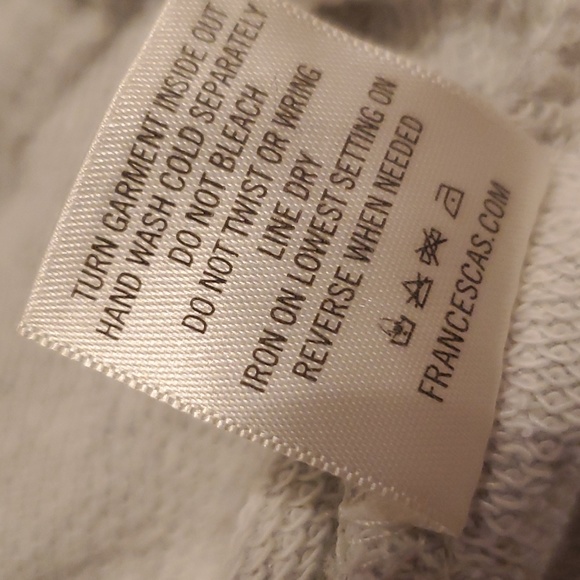 TURN GARMENT INSIDE OUT
HAND WASH COLD SEPARATELY
DO NOT BLEACH
DO NOT TWIST OR WRING
LINE DRY
IRON ON LOWEST SETTING ON
REVERSE WHEN NEEDED
FRANCESCAS.COM